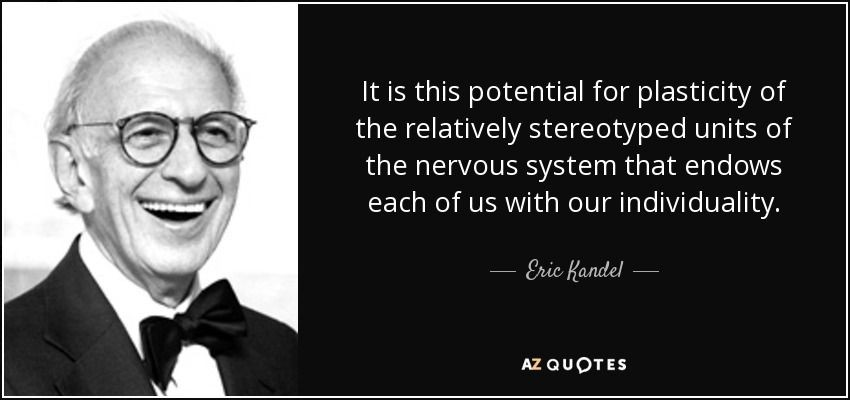 It is this potential for plasticity of
the relatively stereotyped units of
the nervous system that endows
each of us with our individuality.
Eric Kandel
AZ QUOTES